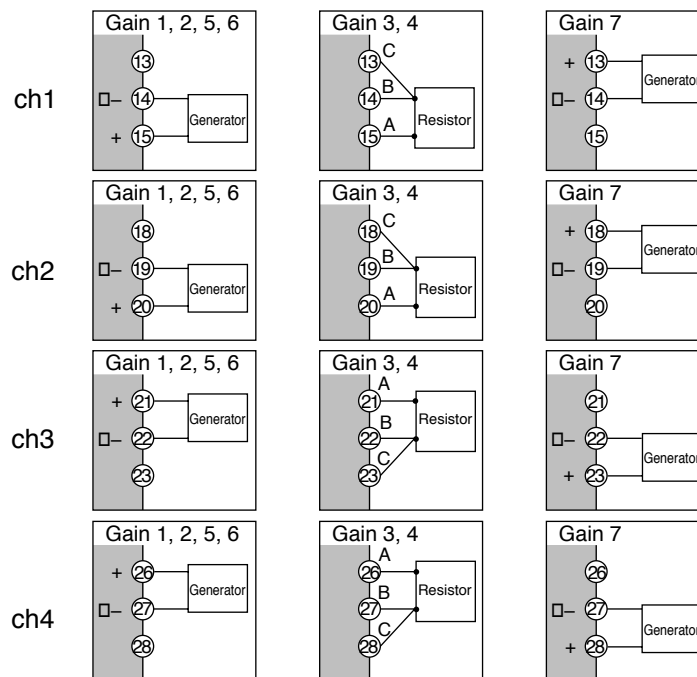 Gain 1, 2, 5, 6 Gain 3, 4 Gain 7
ch1
13
□– 14 Generator
+ 15
C 13
B 14 Resistor
A 15
+ 13 Generator
□– 14
15
Gain 1, 2, 5, 6 Gain 3, 4 Gain 7
ch2
18
□– 19 Generator
+ 20
C 18
B 19 Resistor
A 20
+ 18 Generator
□– 19
20
Gain 1, 2, 5, 6 Gain 3, 4 Gain 7
ch3
+ 21 Generator
□– 22
23
A 21 Resistor
B 22
C 23
21
□– 22 Generator
+ 23
Gain 1, 2, 5, 6 Gain 3, 4 Gain 7
ch4
+ 26 Generator
□– 27
28
A 26 Resistor
B 27
C 28
26
□– 27 Generator
+ 28